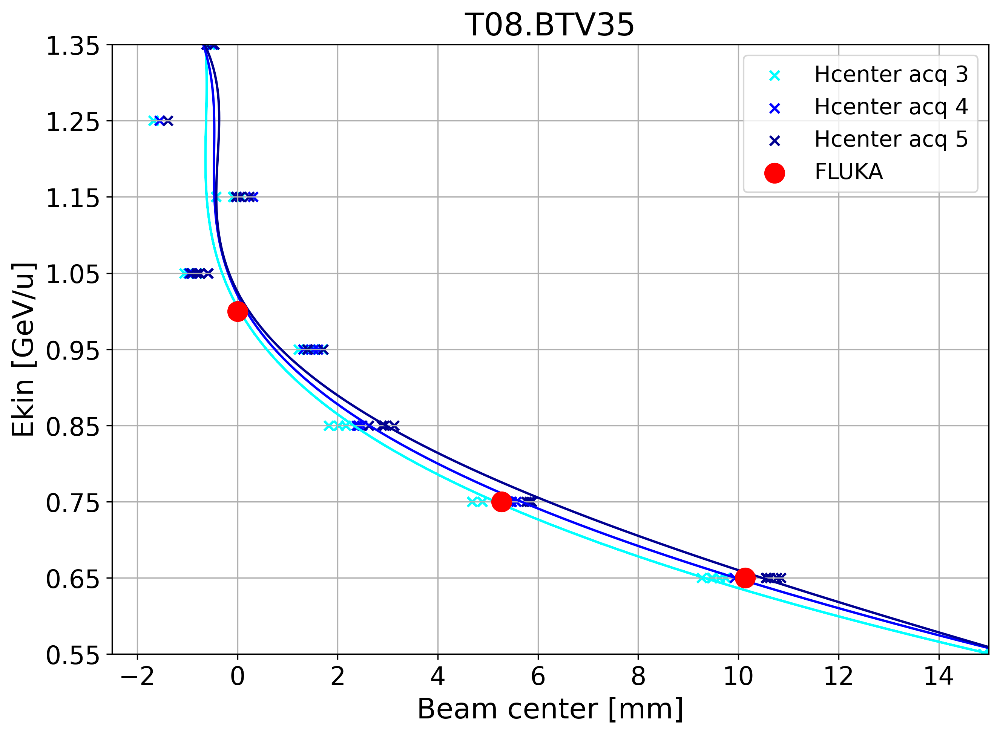 T08.BTV35
Hcenter acq 3
Hcenter acq 4
Hcenter acq 5
FLUKA
Ekin [GeV/u]
1.35
1.25
1.15
1.05
0.95
0.85
0.75
0.65
0.55
−2 0 2 4 6 8 10 12 14
Beam center [mm]